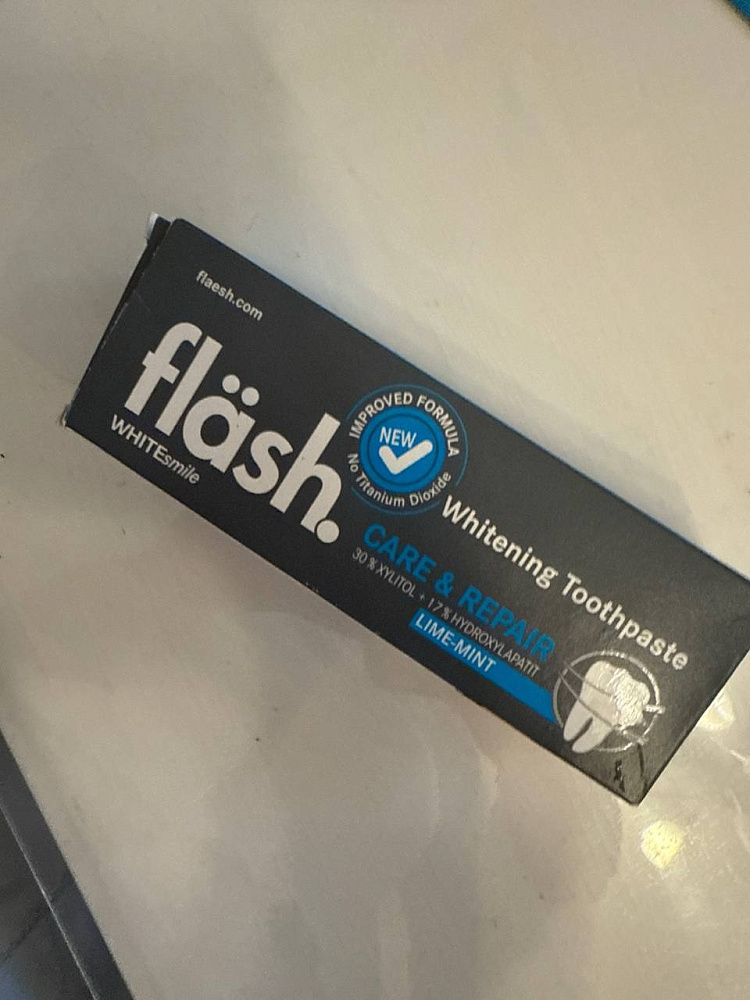 flaesh.com
fläsh.
WHITEsmile
IMPROVED FORMULA
NEW
No Titanium Dioxide
Whitening Toothpaste
CARE & REPAIR
30 % XYLITOL + 17 % HYDROXYLAPATIT
LIME-MINT